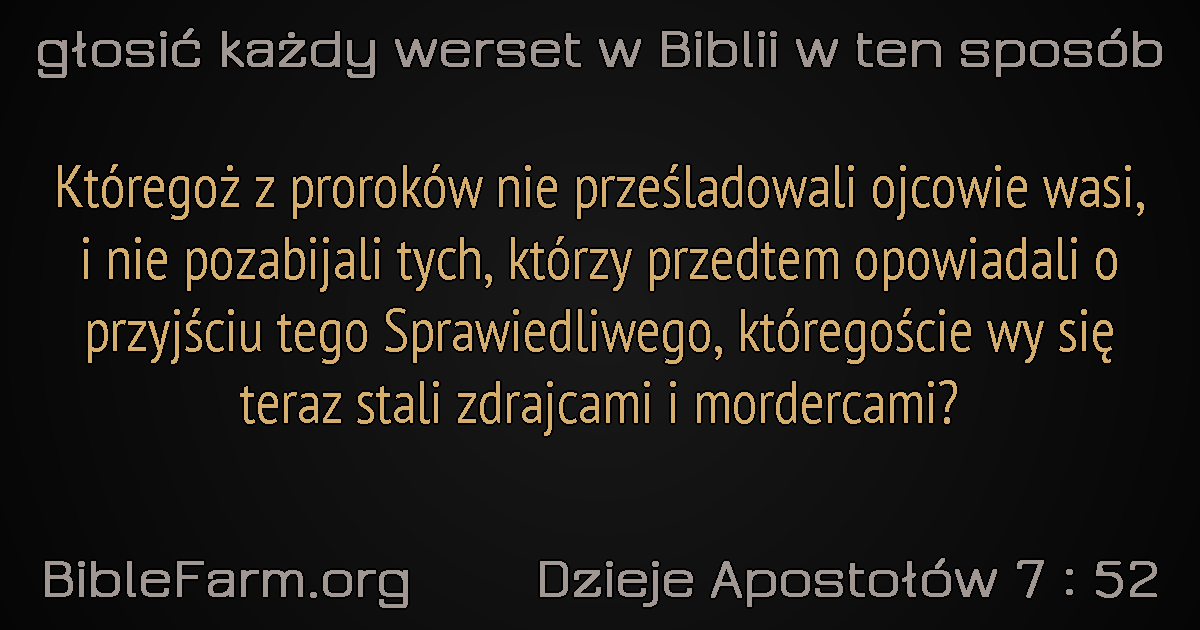 głosić każdy werset w Biblii w ten sposób
Któregoż z proroków nie prześladowali ojcowie wasi,
i nie pozabijali tych, którzy przedtem opowiadali o
przyjściu tego Sprawiedliwego, któregoście wy się
teraz stali zdrajcami i mordercami?
BibleFarm.org
Dzieje Apostołów 7 : 52